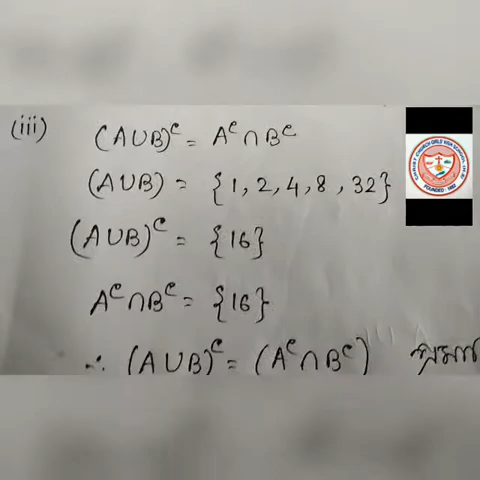 (iii) (A∪B)ᶜ = Aᶜ∩Bᶜ
(A∪B) = {1, 2, 4, 8, 32}
(A∪B)ᶜ = {16}
Aᶜ∩Bᶜ = {16}
∴ (A∪B)ᶜ = (Aᶜ∩Bᶜ)